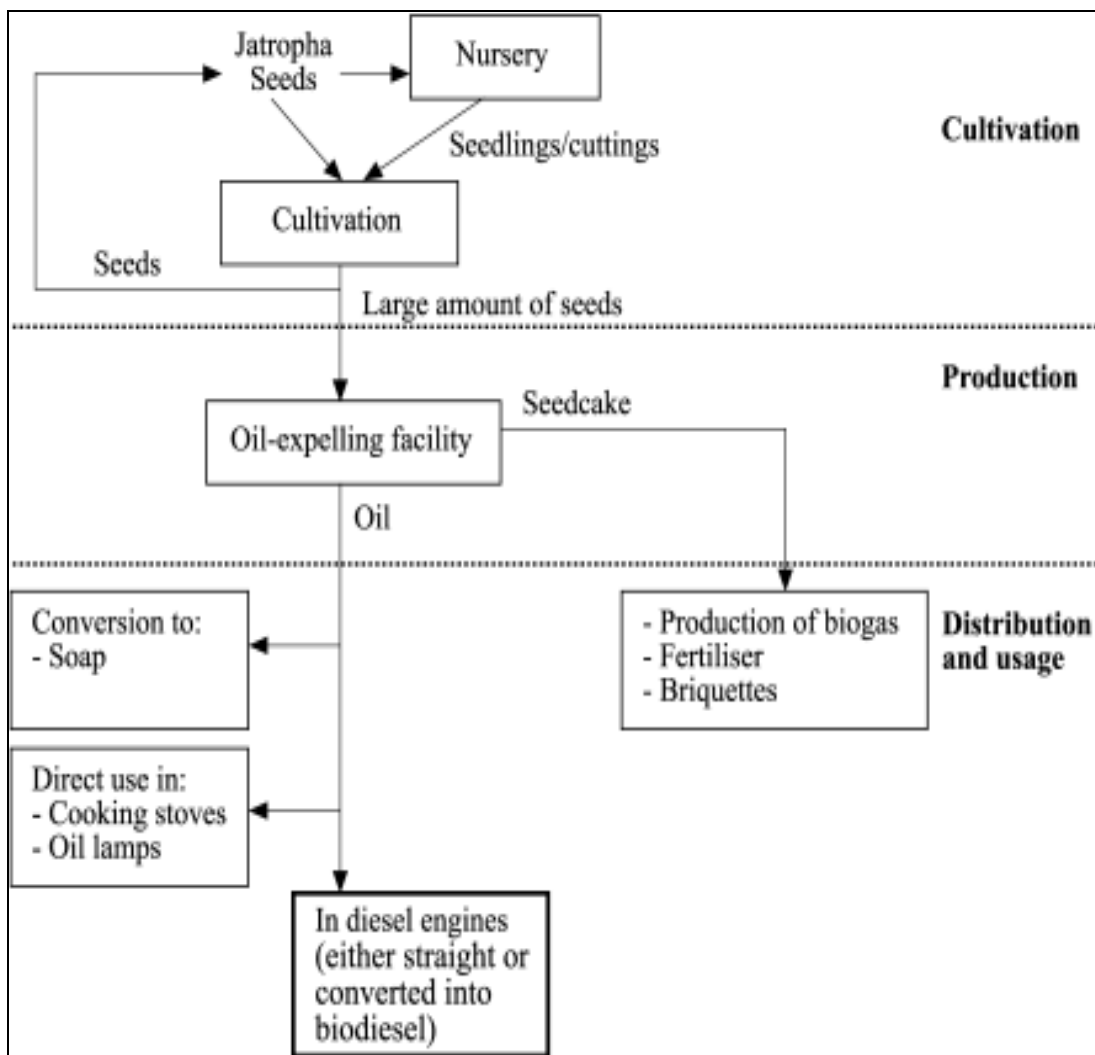 Jatropha
Seeds
Nursery
Cultivation
Seedlings/cuttings
Cultivation
Seeds
Large amount of seeds
Production
Seedcake
Oil-expelling facility
Oil
Conversion to:
- Soap
- Production of biogas
- Fertiliser
- Briquettes
Distribution
and usage
Direct use in:
- Cooking stoves
- Oil lamps
In diesel engines
(either straight or
converted into
biodiesel)